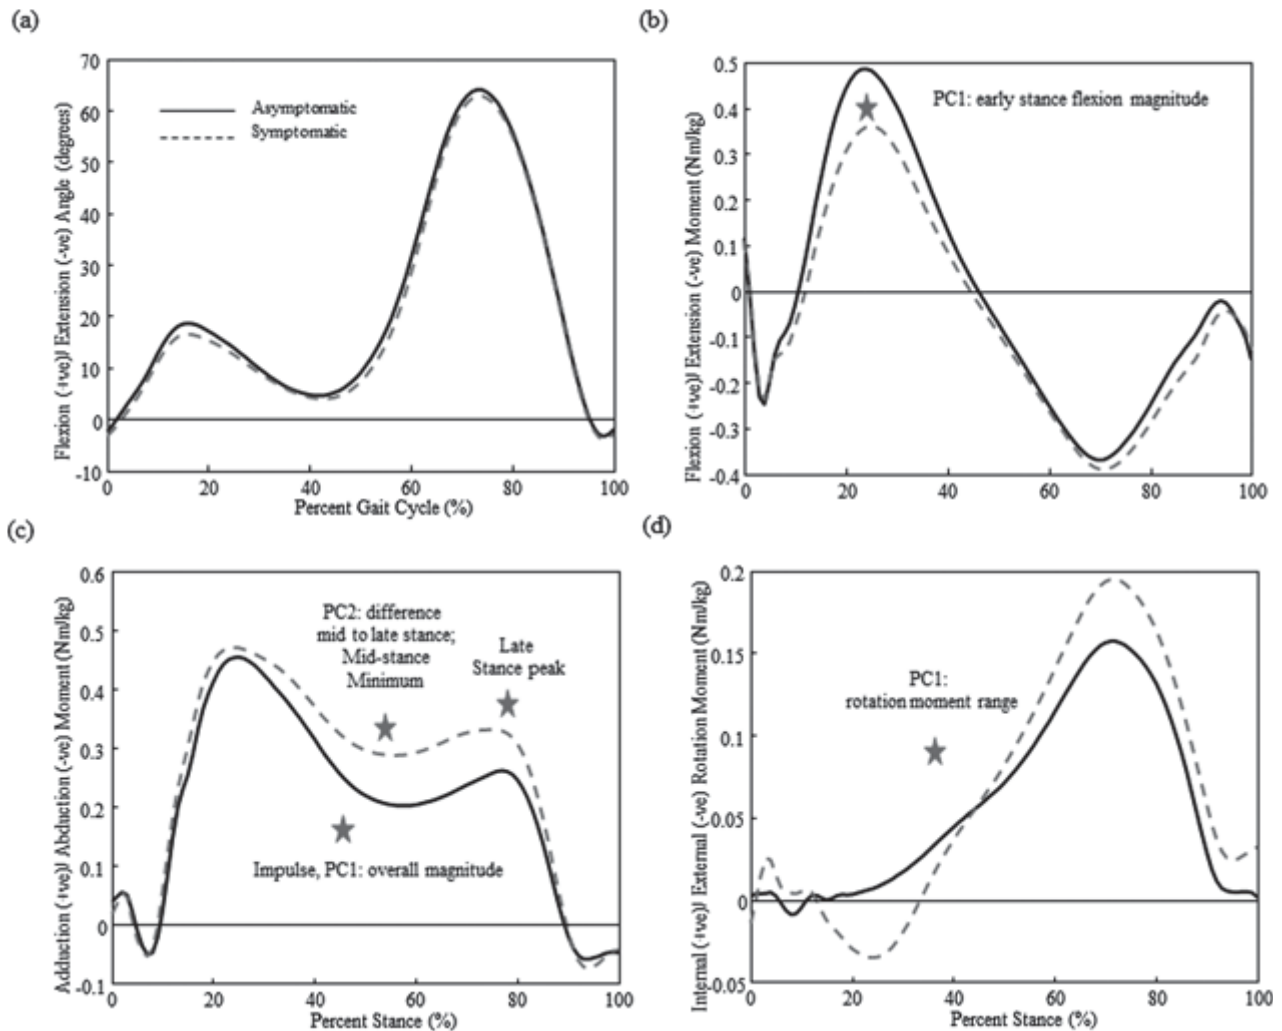 (a)
Flexion (+ve)/ Extension (-ve) Angle (degrees)
70
60
50
40
30
20
10
0
-10
Asymptomatic
Symptomatic
0
20
40
60
80
100
Percent Gait Cycle (%)
(b)
Flexion (+ve)/ Extension (-ve) Moment (Nm/kg)
0.5
0.4
0.3
0.2
0.1
0
-0.1
-0.2
-0.3
-0.4
PC1: early stance flexion magnitude
0
20
40
60
80
100
(c)
Adduction (+ve)/ Abduction (-ve) Moment (Nm/kg)
0.6
0.5
0.4
0.3
0.2
0.1
0
-0.1
PC2: difference
mid to late stance;
Mid-stance
Minimum
Late
Stance peak
Impulse, PC1: overall magnitude
0
20
40
60
80
100
Percent Stance (%)
(d)
Internal (+ve)/ External (-ve) Rotation Moment (Nm/kg)
0.2
0.15
0.1
0.05
0
-0.05
PC1:
rotation moment range
0
20
40
60
80
100
Percent Stance (%)